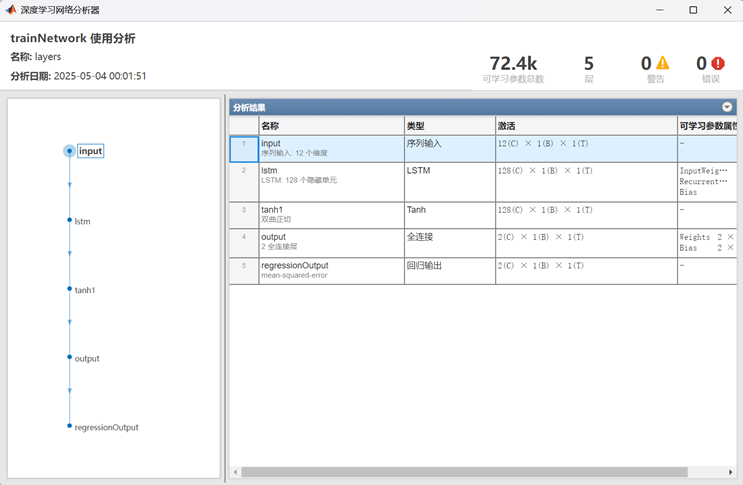 深度学习网络分析器
trainNetwork 使用分析
名称: layers
分析日期: 2025-05-04 00:01:51
72.4k
可学习参数总数
5
层
0
警告
0
错误
input
lstm
tanh1
output
regressionOutput
分析结果
名称 类型 激活 可学习参数属性
1 input 序列输入 12(C) × 1(B) × 1(T) -
序列输入: 12 个维度
2 lstm LSTM 128(C) × 1(B) × 1(T) InputWeig…
LSTM: 128 个隐藏单元 Recurrent…
Bias
3 tanh1 Tanh 128(C) × 1(B) × 1(T) -
双曲正切
4 output 全连接 2(C) × 1(B) × 1(T) Weights 2 ×
2 全连接层 Bias 2 ×
5 regressionOutput 回归输出 2(C) × 1(B) × 1(T) -
mean-squared-error